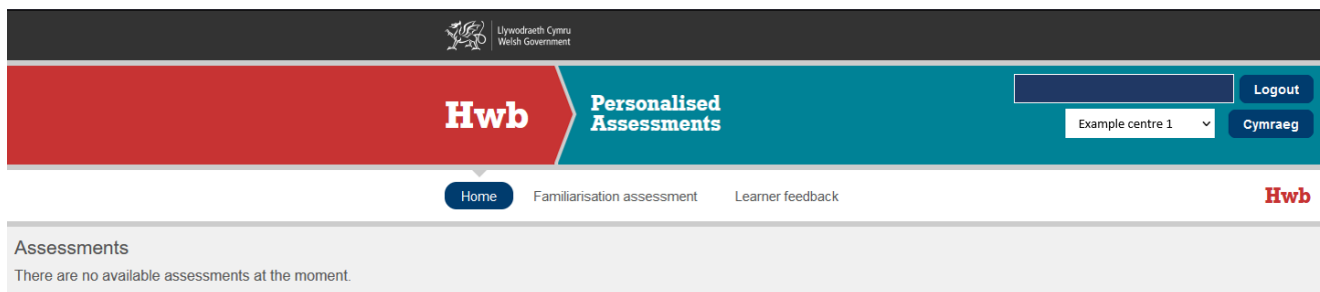 Llywodraeth Cymru
Welsh Government
Hwb
Personalised
Assessments
Logout
Example centre 1
Cymraeg
Home
Familiarisation assessment
Learner feedback
Hwb
Assessments
There are no available assessments at the moment.